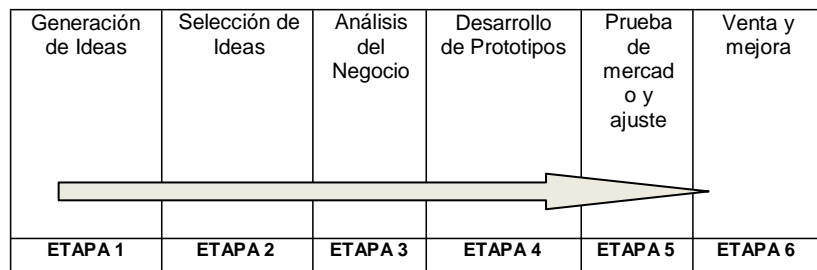 Generación
de Ideas
Selección de
Ideas
Análisis
del
Negocio
Desarrollo
de Prototipos
Prueba
de
mercad
o y
ajuste
Venta y
mejora
ETAPA 1
ETAPA 2
ETAPA 3
ETAPA 4
ETAPA 5
ETAPA 6